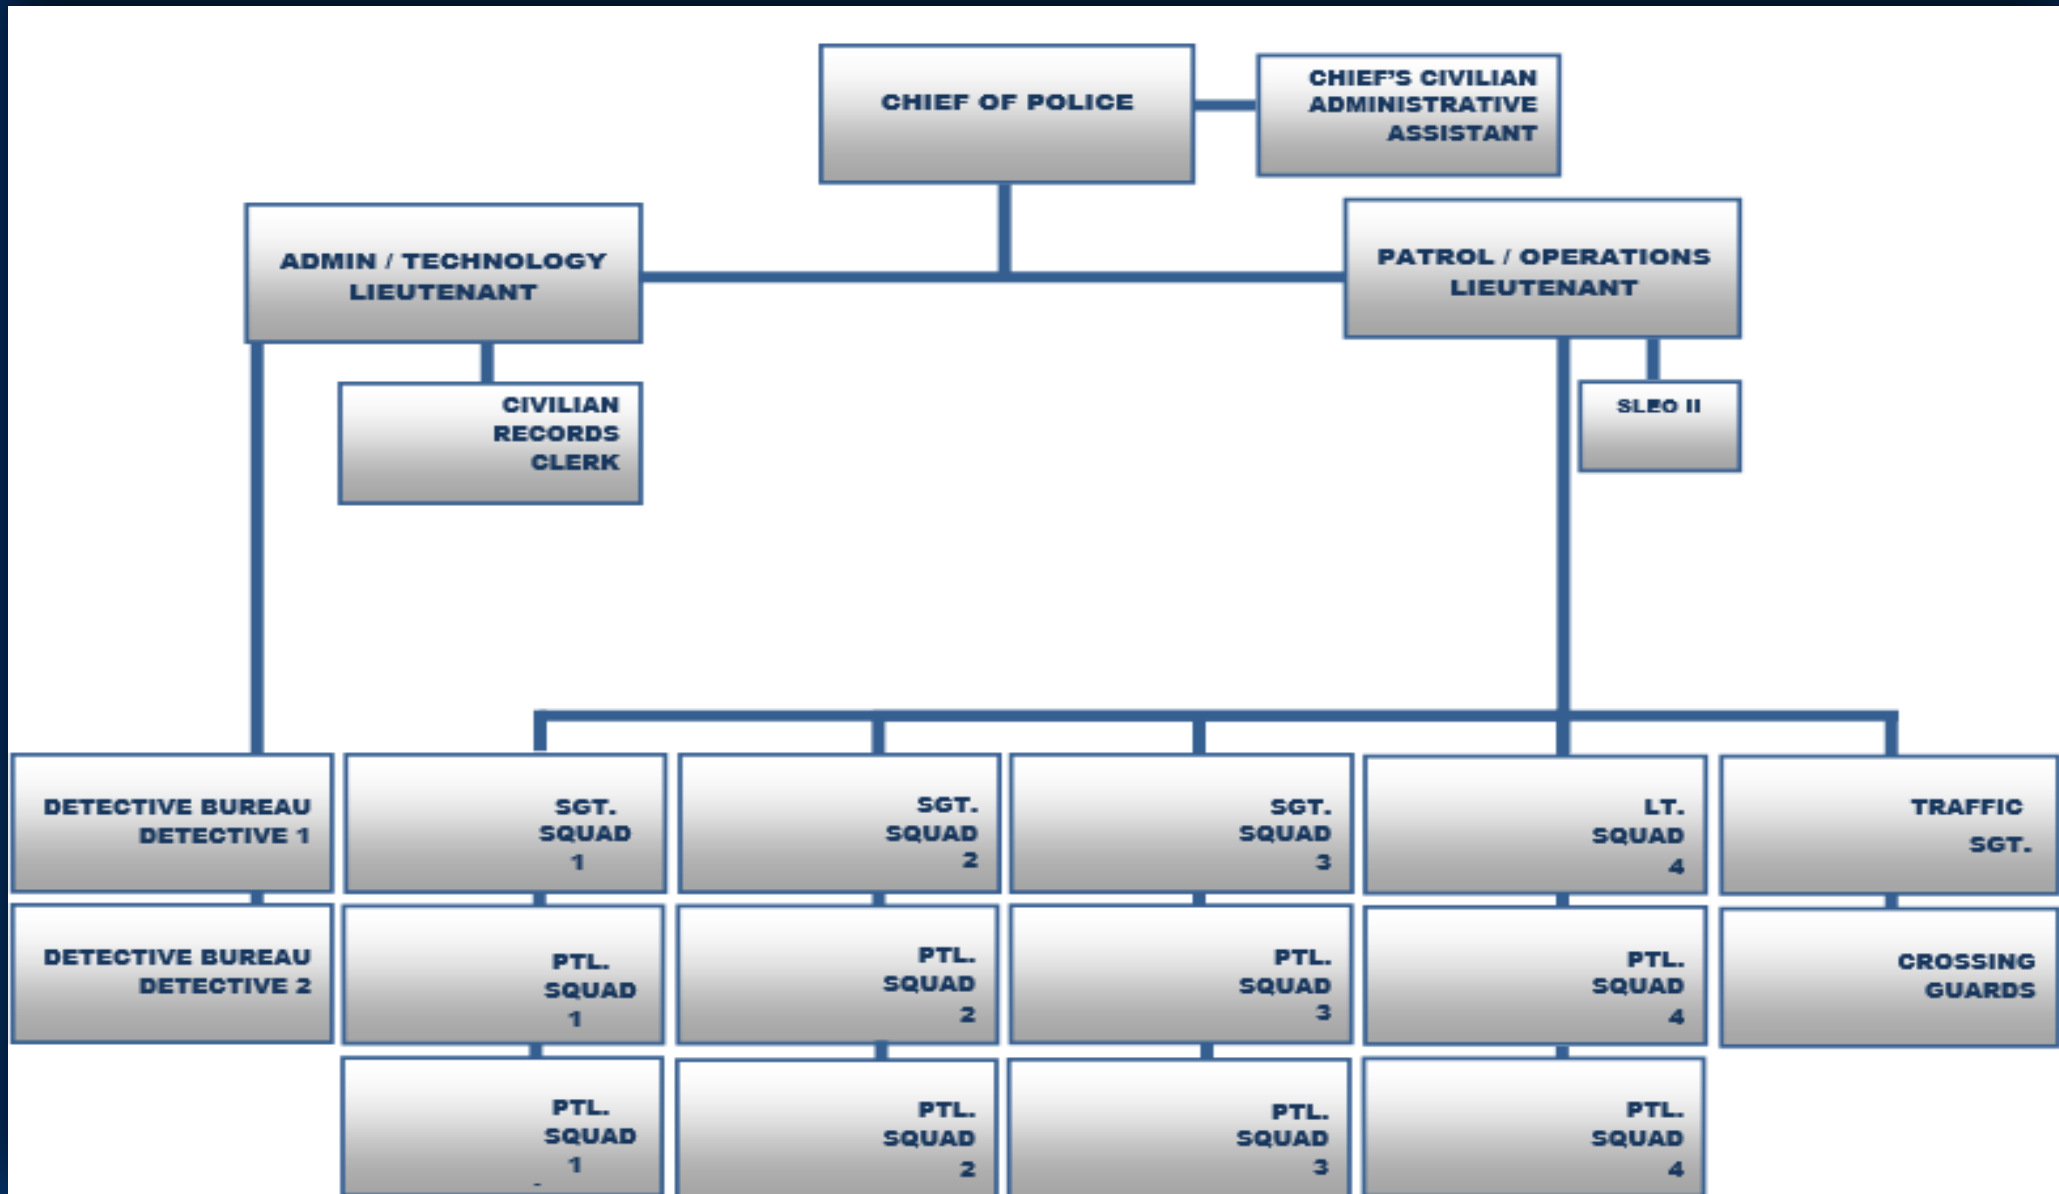 CHIEF OF POLICE
CHIEF’S CIVILIAN
ADMINISTRATIVE
ASSISTANT
ADMIN / TECHNOLOGY
LIEUTENANT
PATROL / OPERATIONS
LIEUTENANT
CIVILIAN
RECORDS
CLERK
SLEO II
DETECTIVE BUREAU
DETECTIVE 1
SGT.
SQUAD
1
SGT.
SQUAD
2
SGT.
SQUAD
3
LT.
SQUAD
4
TRAFFIC
SGT.
DETECTIVE BUREAU
DETECTIVE 2
PTL.
SQUAD
1
PTL.
SQUAD
2
PTL.
SQUAD
3
PTL.
SQUAD
4
CROSSING
GUARDS
PTL.
SQUAD
1
PTL.
SQUAD
2
PTL.
SQUAD
3
PTL.
SQUAD
4